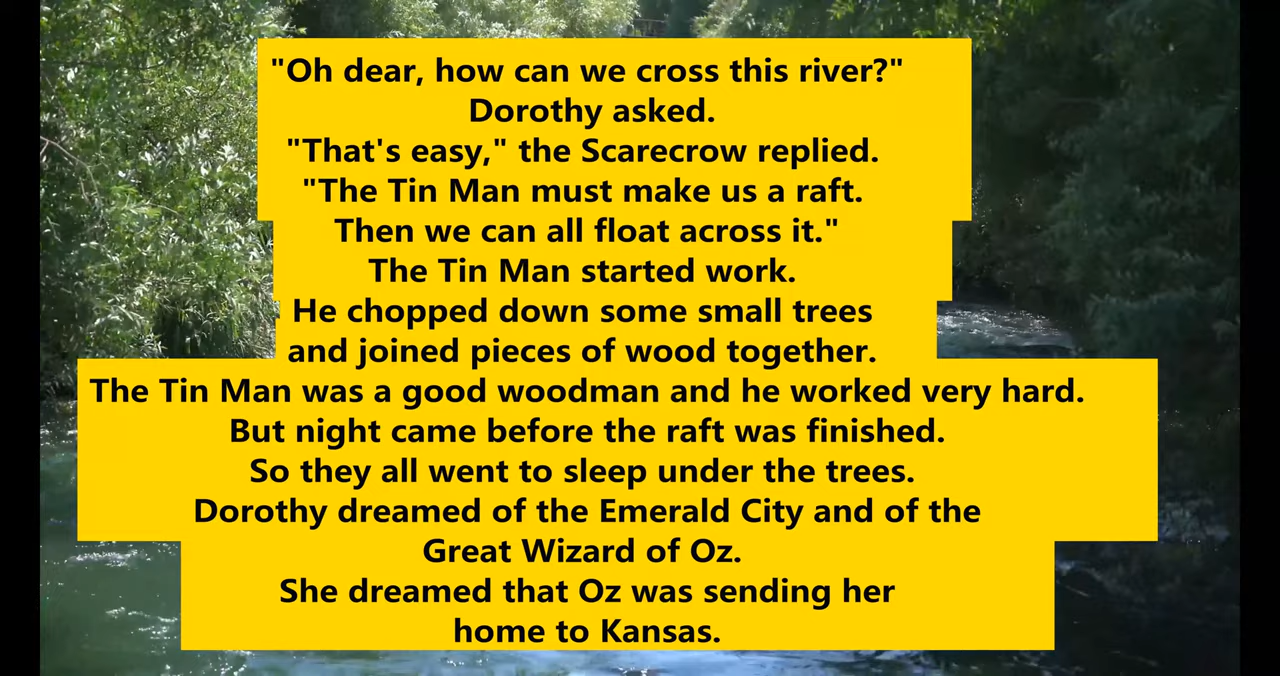 "Oh dear, how can we cross this river?"
Dorothy asked.
"That's easy," the Scarecrow replied.
"The Tin Man must make us a raft.
Then we can all float across it."
The Tin Man started work.
He chopped down some small trees
and joined pieces of wood together.
The Tin Man was a good woodman and he worked very hard.
But night came before the raft was finished.
So they all went to sleep under the trees.
Dorothy dreamed of the Emerald City and of the
Great Wizard of Oz.
She dreamed that Oz was sending her
home to Kansas.